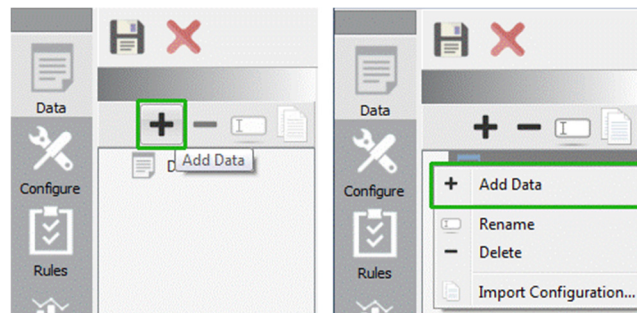 Data
Configure
Rules
Add Data
Data
Configure
Rules
Add Data
Rename
Delete
Import Configuration...